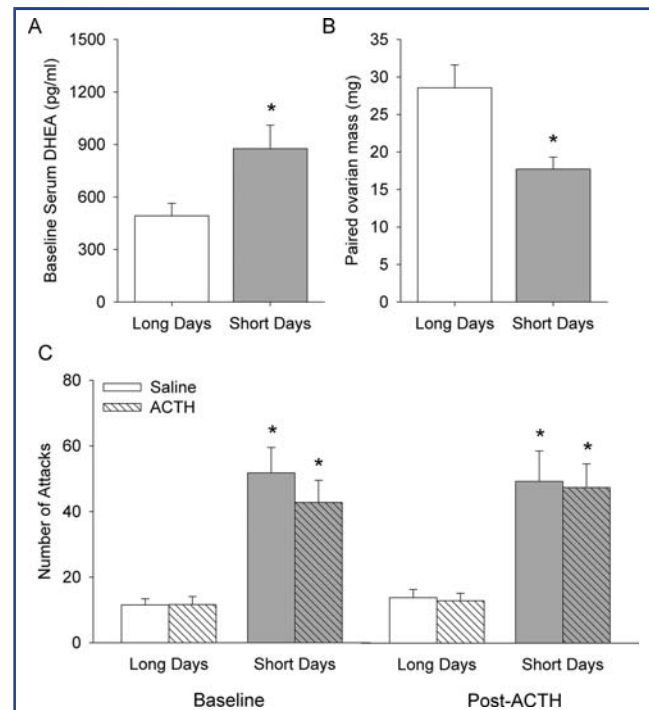 A
Baseline Serum DHEA (pg/ml)
1500
1200
900
600
300
0
*
Long Days
Short Days
B
Paired ovarian mass (mg)
35
30
25
20
15
10
5
0
*
Long Days
Short Days
C
Number of Attacks
80
60
40
20
0
Saline
ACTH
*
*
*
*
Long Days
Short Days
Long Days
Short Days
Baseline
Post-ACTH